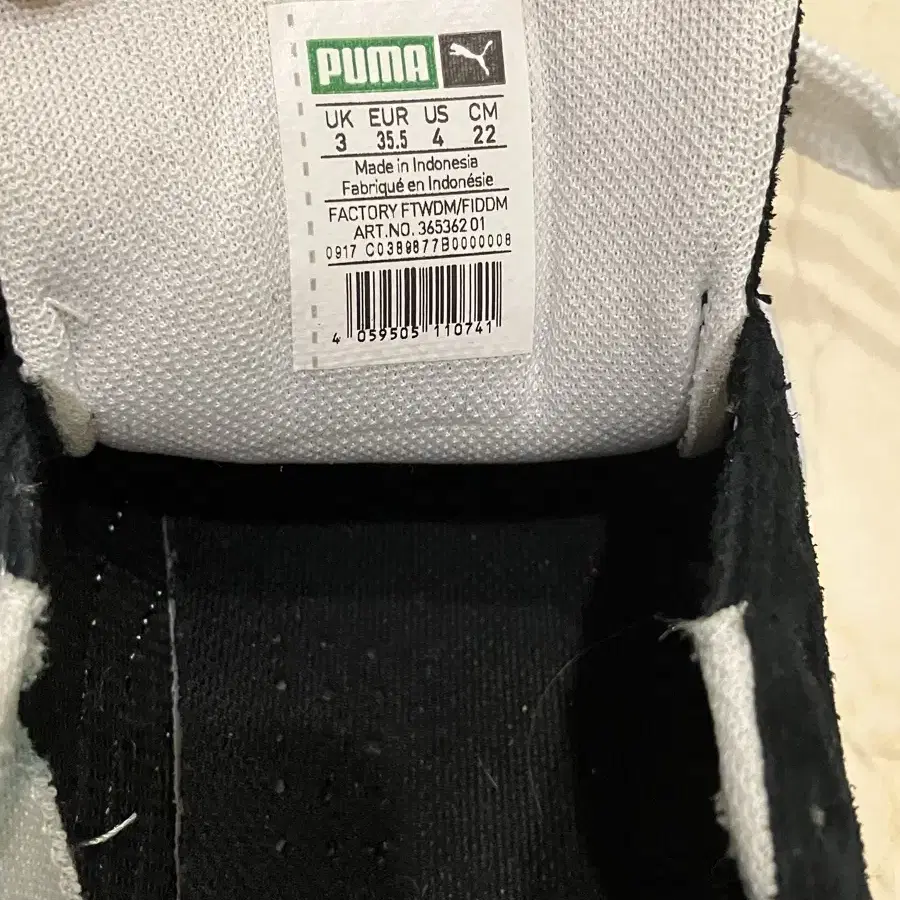 PUMA
UK EUR US CM
3 35.5 4 22
Made in Indonesia
Fabriqué en Indonésie
FACTORY FTWDM/FIDDM
ART.NO. 365362 01
0917 C0389877B0000008
4 059505 110741